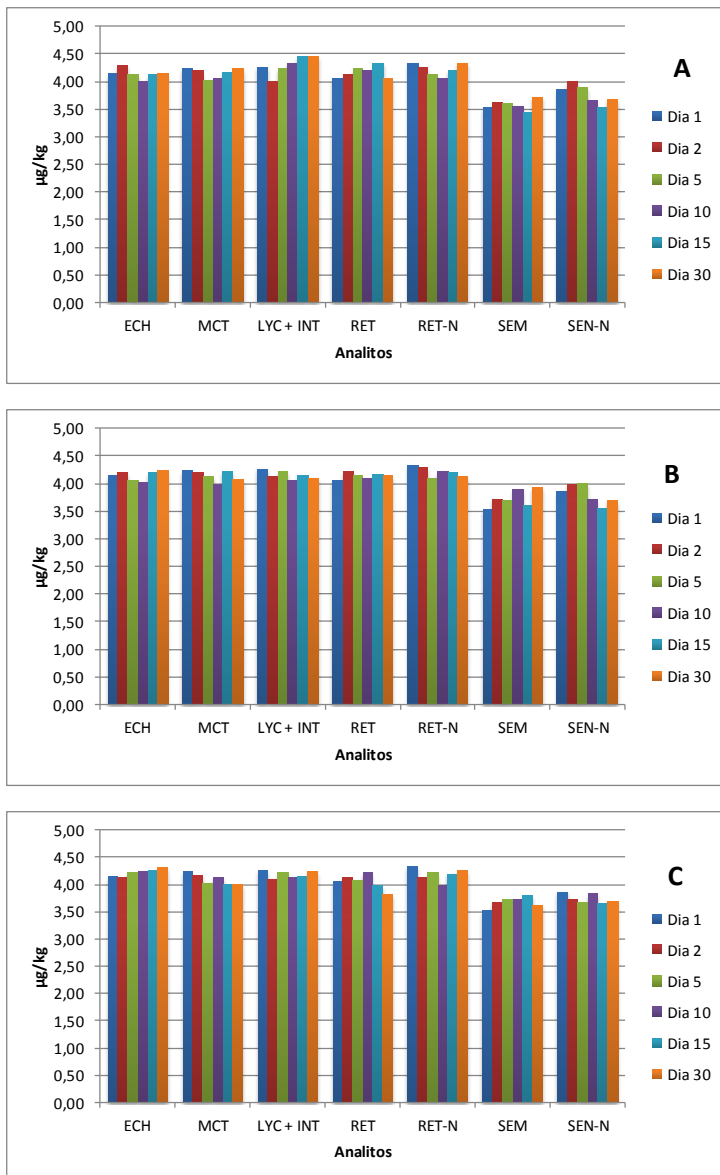 5,00
4,50
4,00
3,50
3,00
2,50
2,00
1,50
1,00
0,50
0,00
µg/kg
ECH MCT LYC + INT RET RET-N SEM SEN-N
Analitos
A
Dia 1
Dia 2
Dia 5
Dia 10
Dia 15
Dia 30
5,00
4,50
4,00
3,50
3,00
2,50
2,00
1,50
1,00
0,50
0,00
µg/kg
ECH MCT LYC + INT RET RET-N SEM SEN-N
Analitos
B
Dia 1
Dia 2
Dia 5
Dia 10
Dia 15
Dia 30
5,00
4,50
4,00
3,50
3,00
2,50
2,00
1,50
1,00
0,50
0,00
µg/kg
ECH MCT LYC + INT RET RET-N SEM SEN-N
Analitos
C
Dia 1
Dia 2
Dia 5
Dia 10
Dia 15
Dia 30